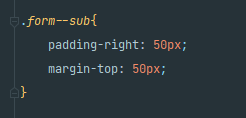 .form--sub{
    padding-right: 50px;
    margin-top: 50px;
}